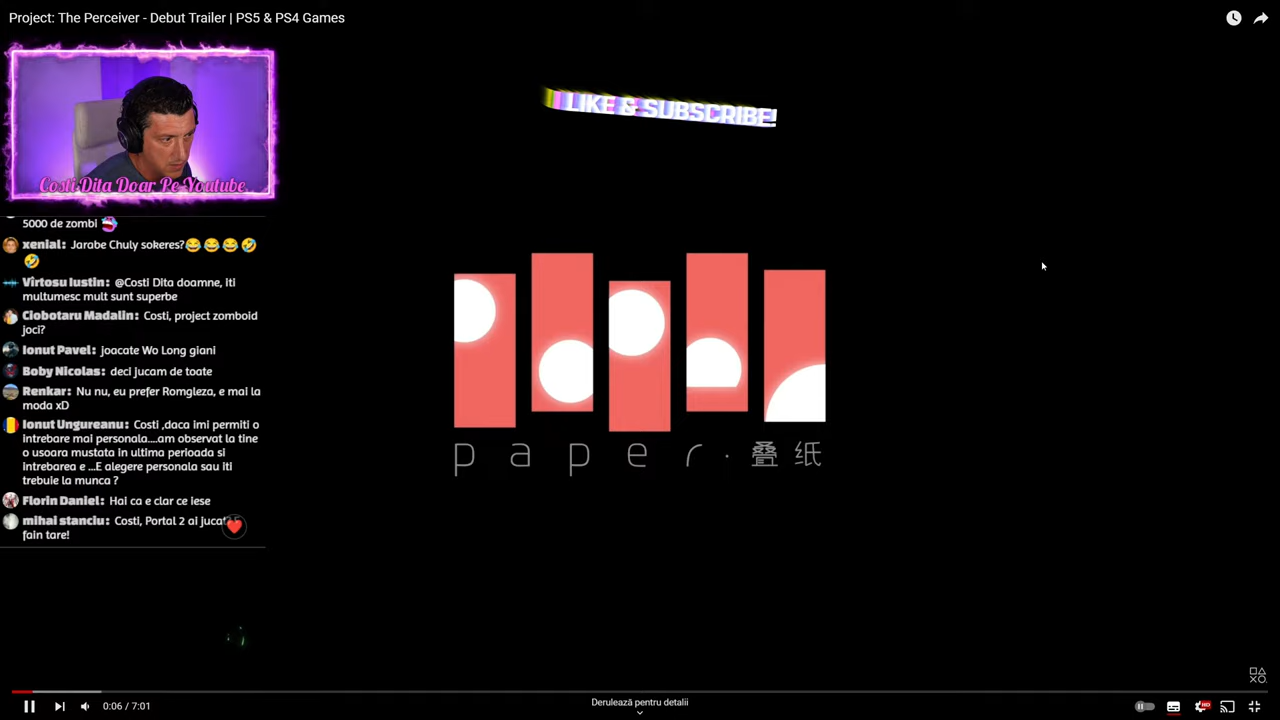 Project: The Perceiver - Debut Trailer | PS5 & PS4 Games
LIKE & SUBSCRIBE!
Costi Dita Doar Pe Youtube
5000 de zombi
xenial: Jarabe Chuly sokeres?😂😂😂🤣
🤣
Vîrtosu Iustin: @Costi Dita doamne, iti
multumesc mult sunt superbe
Ciobotaru Madalin: Costi, project zomboid
joci?
Ionut Pavel: joacate Wo Long giani
Boby Nicolas: deci jucam de toate
Renkar: Nu nu, eu prefer Romgleza, e mai la
moda xD
Ionut Ungureanu: Costi ,daca imi permiti o
intrebare mai personala....am observat la tine
o usoara mustata in ultima perioada si
intrebarea e ...E alegere personala sau iti
trebuie la munca ?
Florin Daniel: Hai ca e clar ce iese
mihai stanciu: Costi, Portal 2 ai jucat?
fain tare!
paper·叠纸
0:06 / 7:01
Derulează pentru detalii
HD